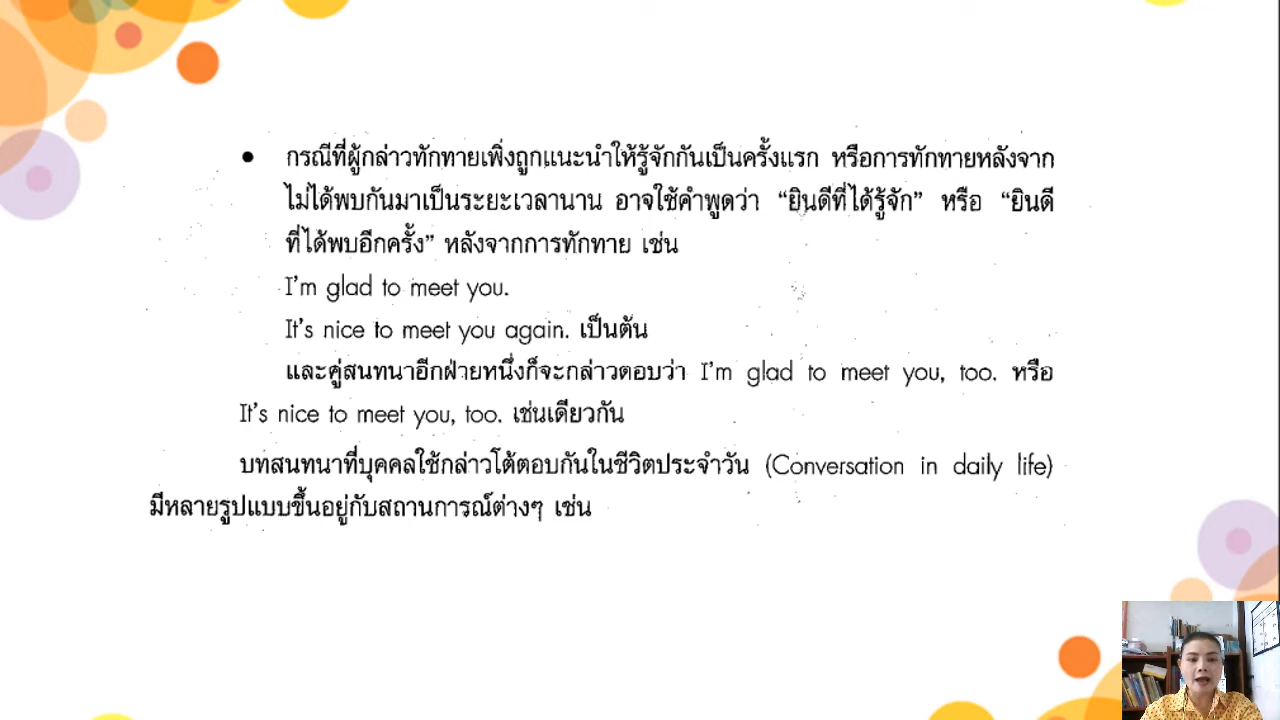 • กรณีที่ผู้กล่าวทักทายเพิ่งถูกแนะนำให้รู้จักกันเป็นครั้งแรก หรือการทักทายหลังจาก
ไม่ได้พบกันมาเป็นระยะเวลานาน อาจใช้คำพูดว่า “ยินดีที่ได้รู้จัก” หรือ “ยินดี
ที่ได้พบอีกครั้ง” หลังจากการทักทาย เช่น
I’m glad to meet you.
It’s nice to meet you again. เป็นต้น
และคู่สนทนาอีกฝ่ายหนึ่งก็จะกล่าวตอบว่า I’m glad to meet you, too. หรือ
It’s nice to meet you, too. เช่นเดียวกัน
บทสนทนาที่บุคคลใช้กล่าวโต้ตอบกันในชีวิตประจำวัน (Conversation in daily life)
มีหลายรูปแบบขึ้นอยู่กับสถานการณ์ต่างๆ เช่น